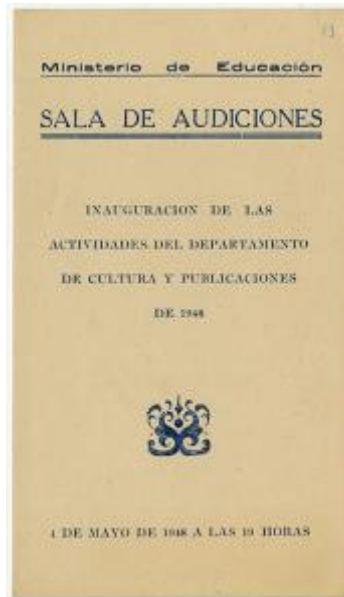 13
Ministerio de Educación
SALA DE AUDICIONES
INAUGURACION DE LAS
ACTIVIDADES DEL DEPARTAMENTO
DE CULTURA Y PUBLICACIONES
DE 1948
4 DE MAYO DE 1948 A LAS 19 HORAS